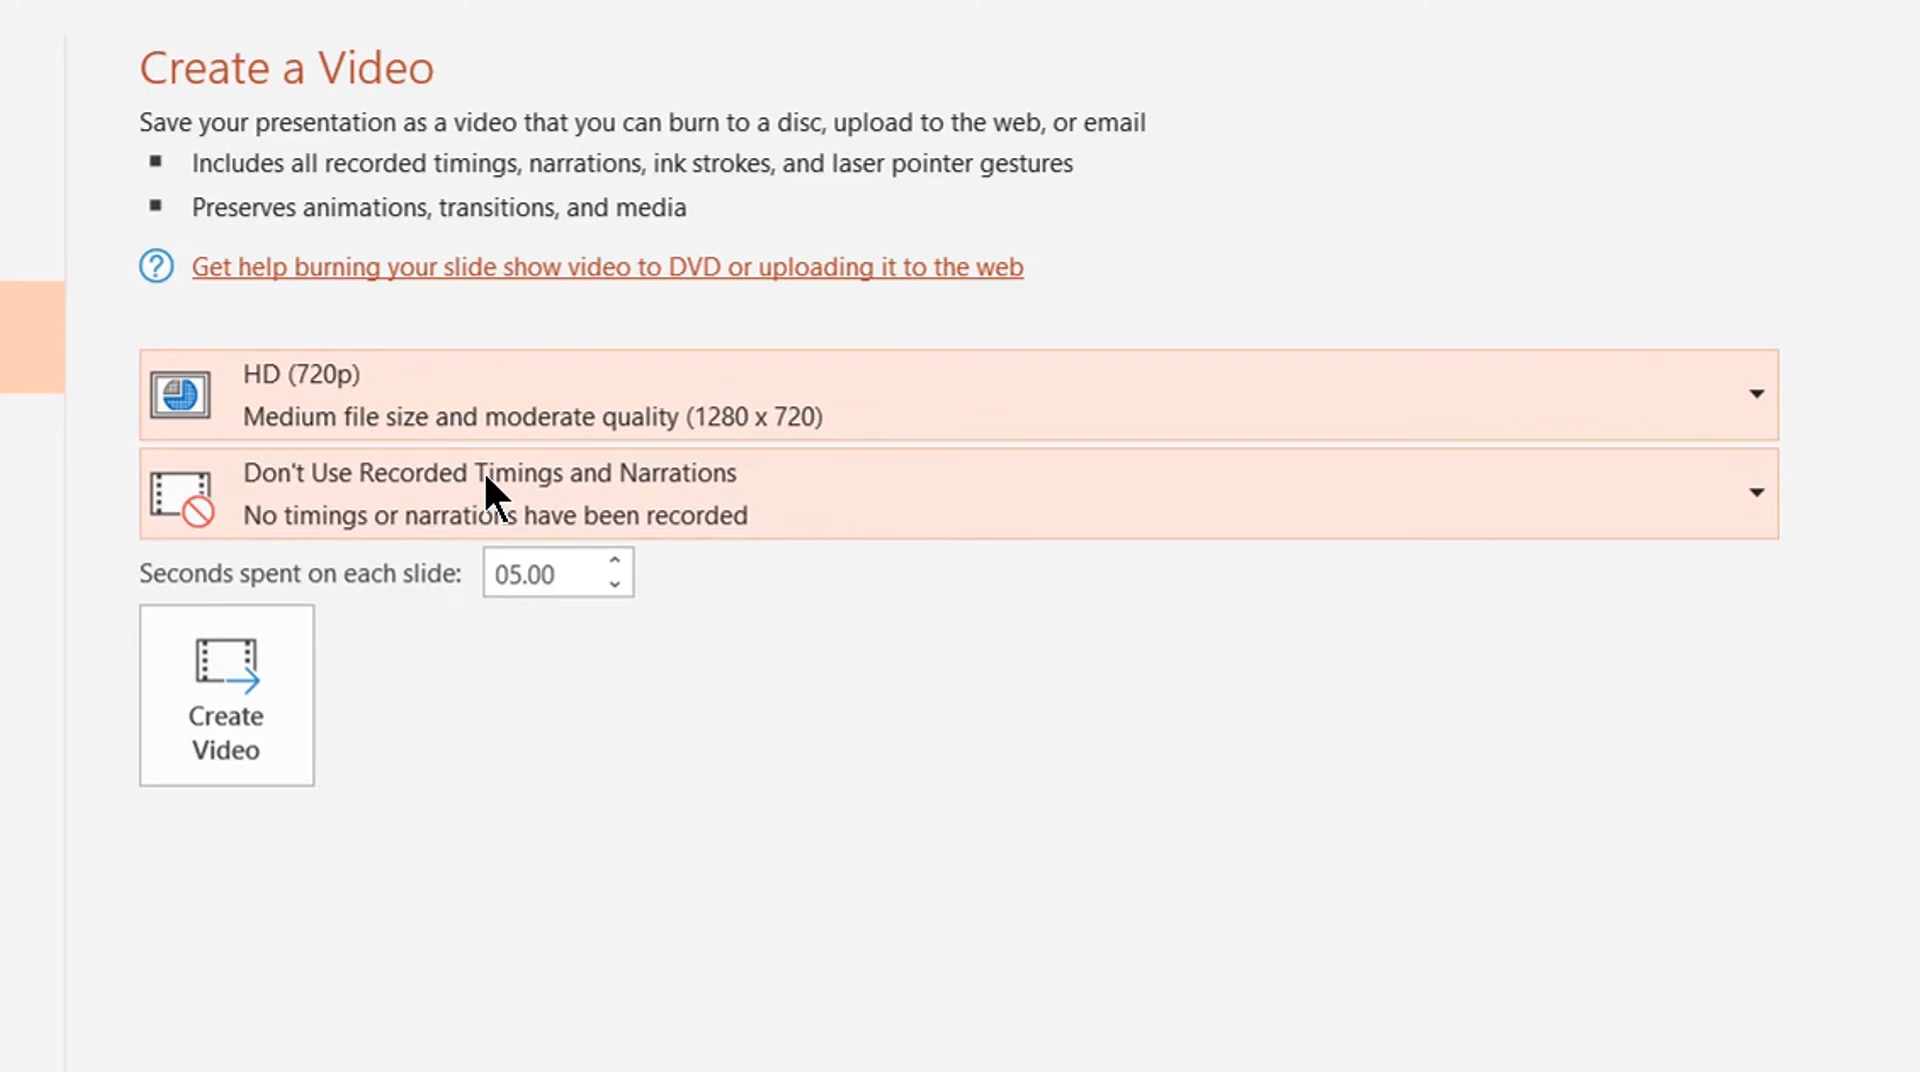 Create a Video
Save your presentation as a video that you can burn to a disc, upload to the web, or email
Includes all recorded timings, narrations, ink strokes, and laser pointer gestures
Preserves animations, transitions, and media
Get help burning your slide show video to DVD or uploading it to the web
HD (720p)
Medium file size and moderate quality (1280 x 720)
Don't Use Recorded Timings and Narrations
No timings or narrations have been recorded
Seconds spent on each slide: 05.00
Create
Video